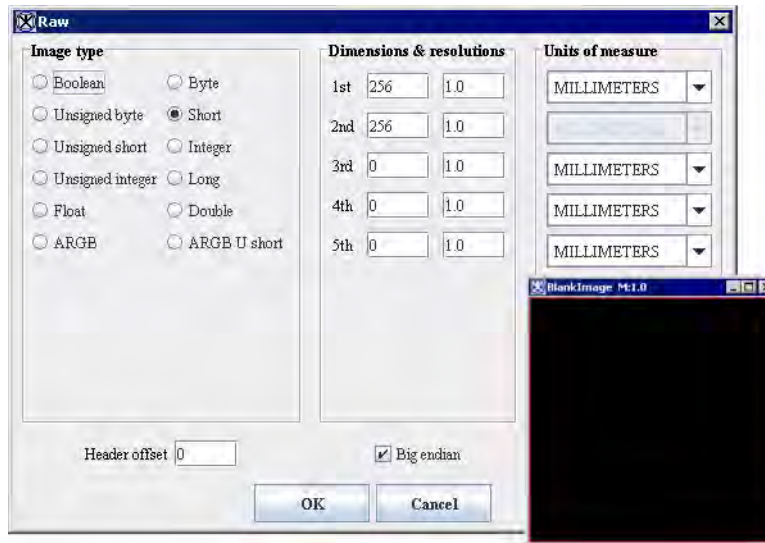 Raw
Image type
Boolean Byte
Unsigned byte Short
Unsigned short Integer
Unsigned integer Long
Float Double
ARGB ARGB U short
Dimensions & resolutions
1st 256 1.0
2nd 256 1.0
3rd 0 1.0
4th 0 1.0
5th 0 1.0
Units of measure
MILLIMETERS
MILLIMETERS
MILLIMETERS
MILLIMETERS
BlankImage M:1.0
Header offset 0
Big endian
OK Cancel